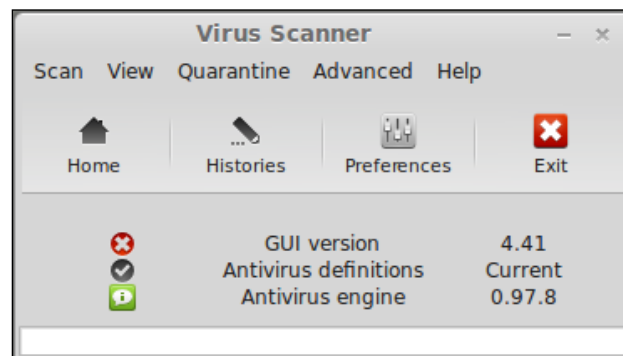 Virus Scanner
Scan View Quarantine Advanced Help
Home Histories Preferences Exit
GUI version 4.41
Antivirus definitions Current
Antivirus engine 0.97.8